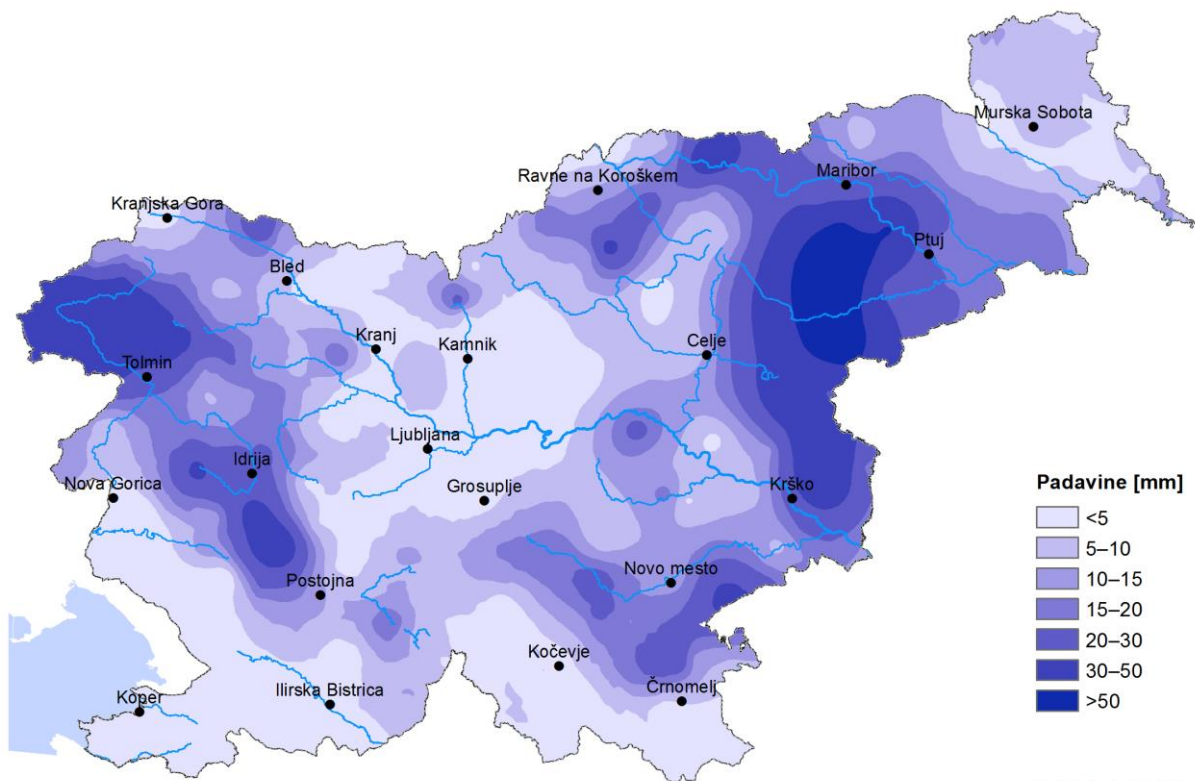 Murska Sobota
Maribor
Ravne na Koroškem
Kranjska Gora
Ptuj
Bled
Kranj
Kamnik
Celje
Tolmin
Ljubljana
Idrija
Nova Gorica
Grosuplje
Krško
Postojna
Novo mesto
Kočevje
Črnomelj
Koper
Ilirska Bistrica
Padavine [mm]
<5
5–10
10–15
15–20
20–30
30–50
>50